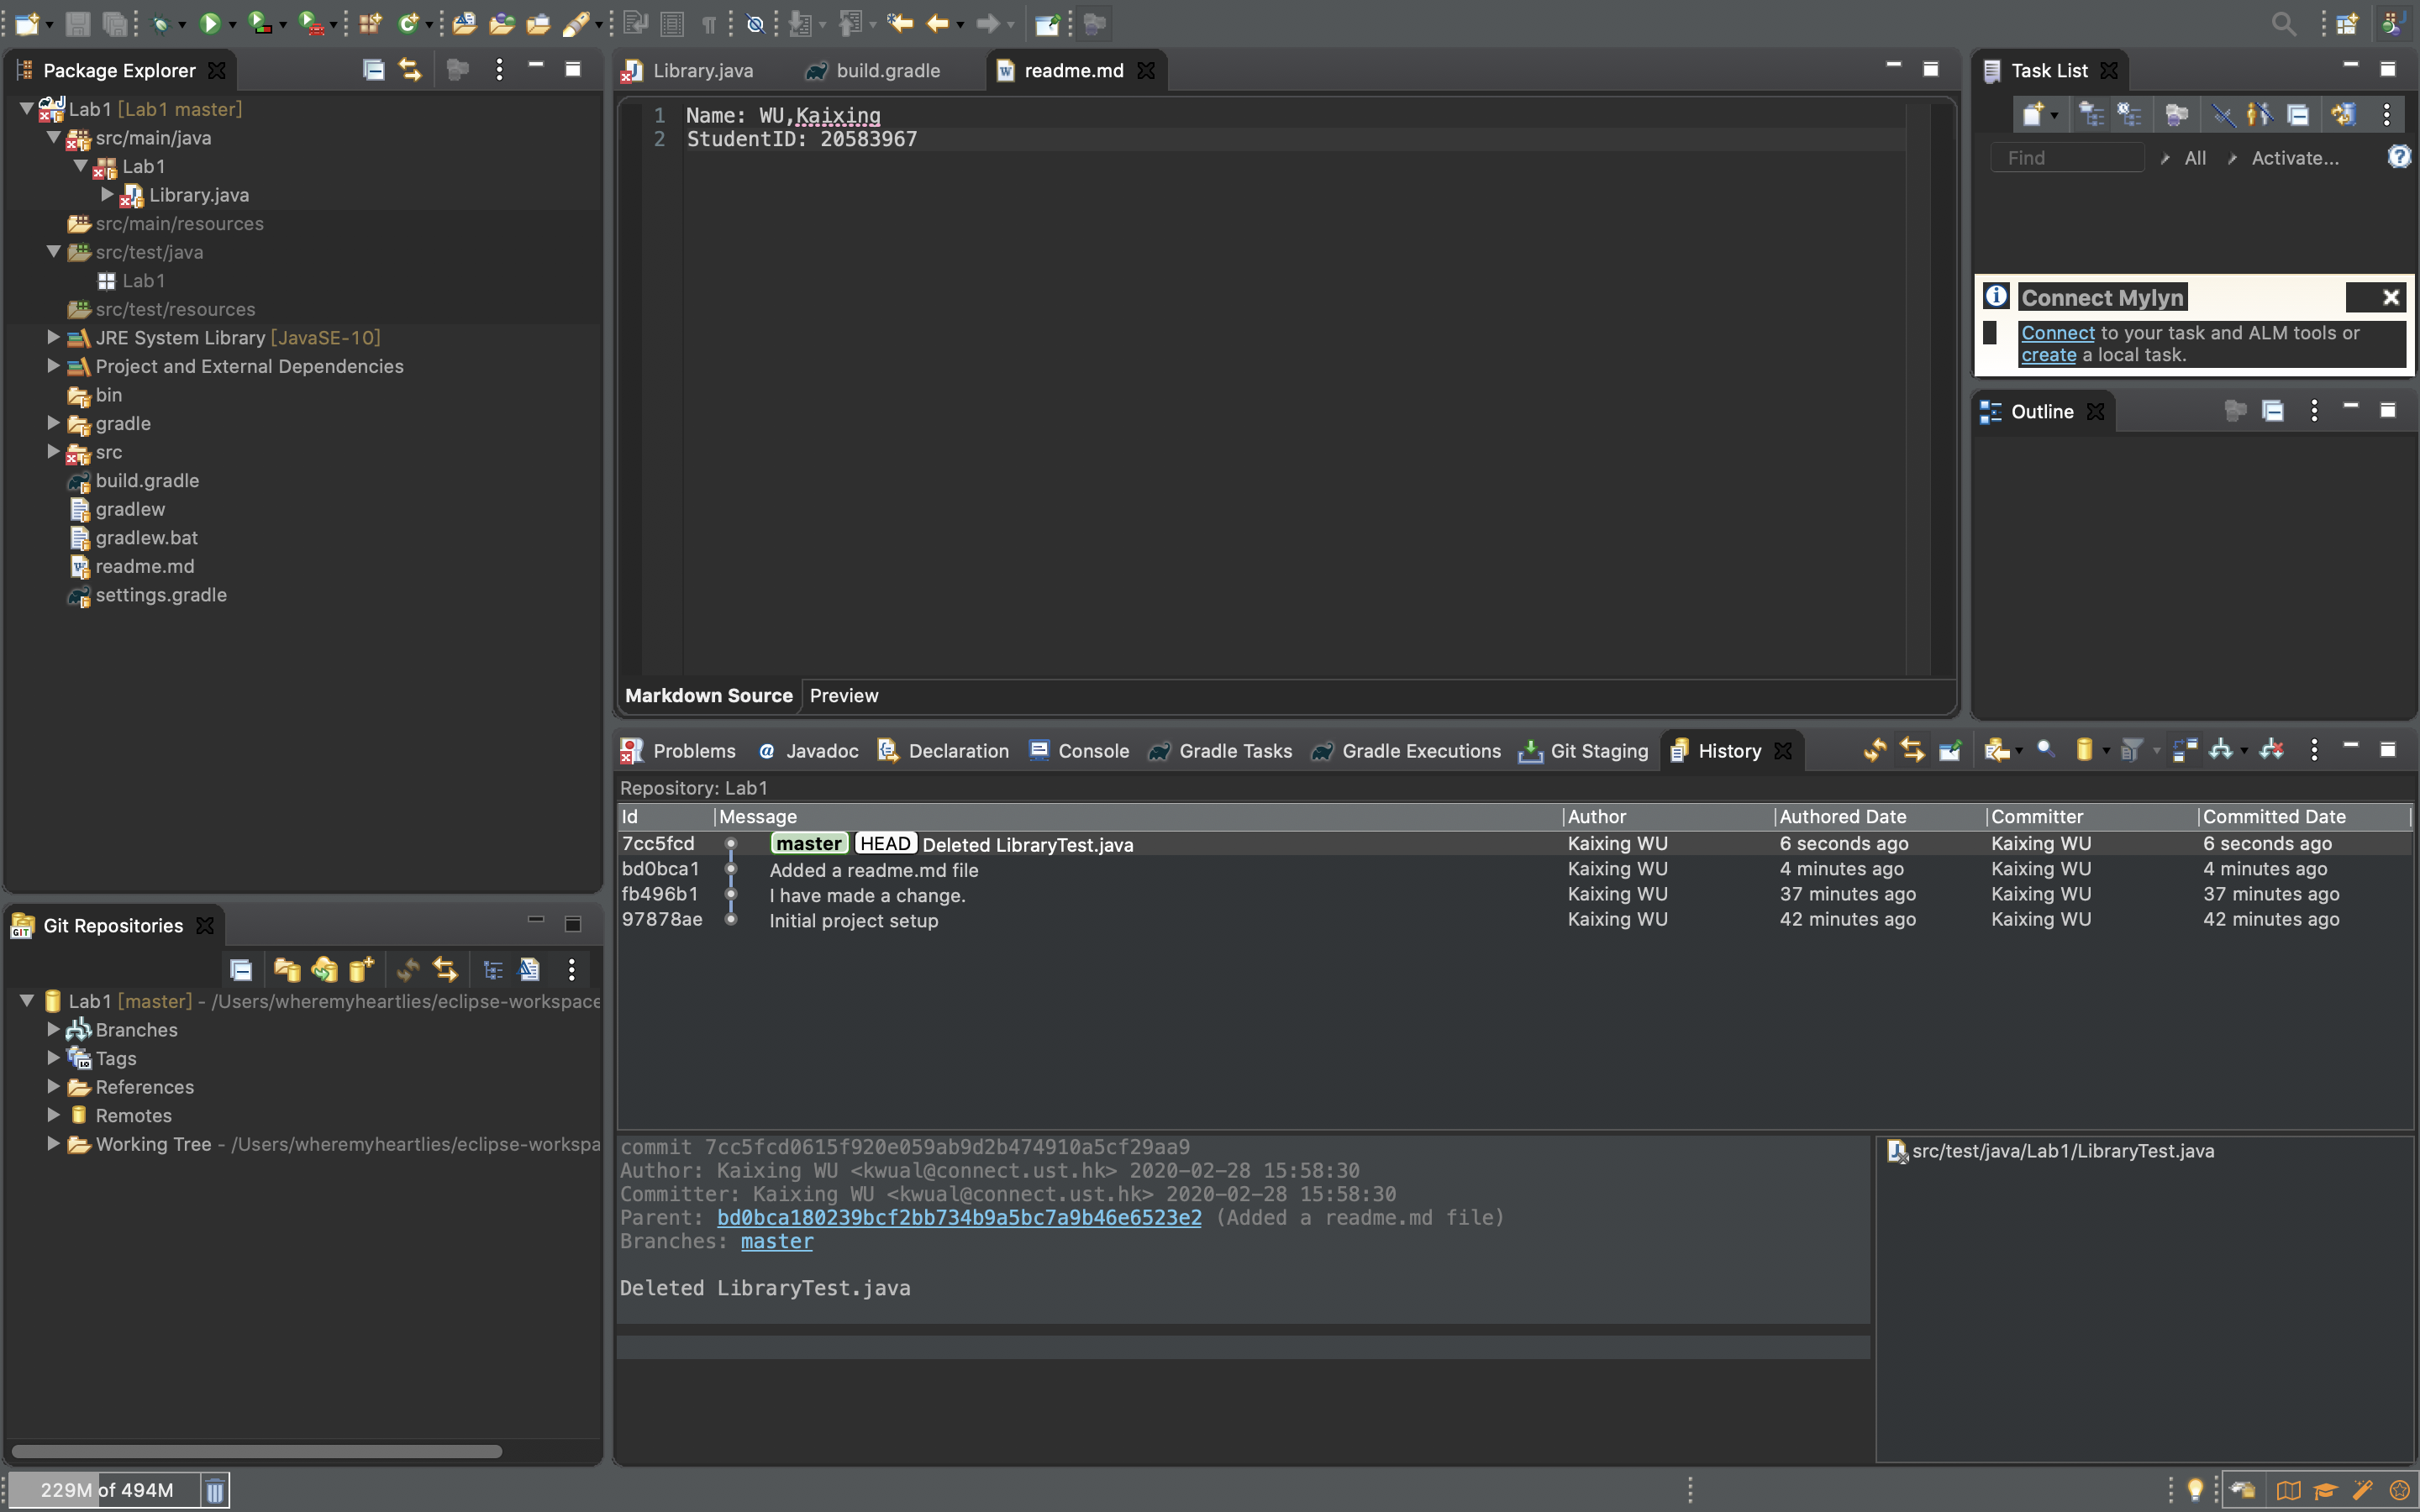 Package Explorer
Lab1 [Lab1 master]
src/main/java
Lab1
Library.java
src/main/resources
src/test/java
Lab1
src/test/resources
JRE System Library [JavaSE-10]
Project and External Dependencies
bin
gradle
src
build.gradle
gradlew
gradlew.bat
readme.md
settings.gradle
Git Repositories
Lab1 [master] - /Users/wheremyheartlies/eclipse-workspace
Branches
Tags
References
Remotes
Working Tree - /Users/wheremyheartlies/eclipse-workspa
229M of 494M
Library.java build.gradle readme.md
1 Name: WU,Kaixing
2 StudentID: 20583967
Markdown Source Preview
Task List
Find All Activate...
Connect Mylyn
Connect to your task and ALM tools or
create a local task.
Outline
Problems Javadoc Declaration Console Gradle Tasks Gradle Executions Git Staging History
Repository: Lab1
Id Message Author Authored Date Committer Committed Date
7cc5fcd master HEAD Deleted LibraryTest.java Kaixing WU 6 seconds ago Kaixing WU 6 seconds ago
bd0bca1 Added a readme.md file Kaixing WU 4 minutes ago Kaixing WU 4 minutes ago
fb496b1 I have made a change. Kaixing WU 37 minutes ago Kaixing WU 37 minutes ago
97878ae Initial project setup Kaixing WU 42 minutes ago Kaixing WU 42 minutes ago
commit 7cc5fcd0615f920e059ab9d2b474910a5cf29aa9
Author: Kaixing WU <kwual@connect.ust.hk> 2020-02-28 15:58:30
Committer: Kaixing WU <kwual@connect.ust.hk> 2020-02-28 15:58:30
Parent: bd0bca180239bcf2bb734b9a5bc7a9b46e6523e2 (Added a readme.md file)
Branches: master
Deleted LibraryTest.java
src/test/java/Lab1/LibraryTest.java